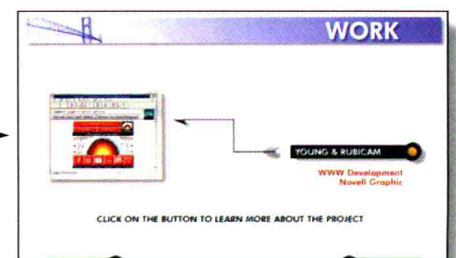 WORK
YOUNG & RUBICAM
WWW Development
Novell Graphic
CLICK ON THE BUTTON TO LEARN MORE ABOUT THE PROJECT